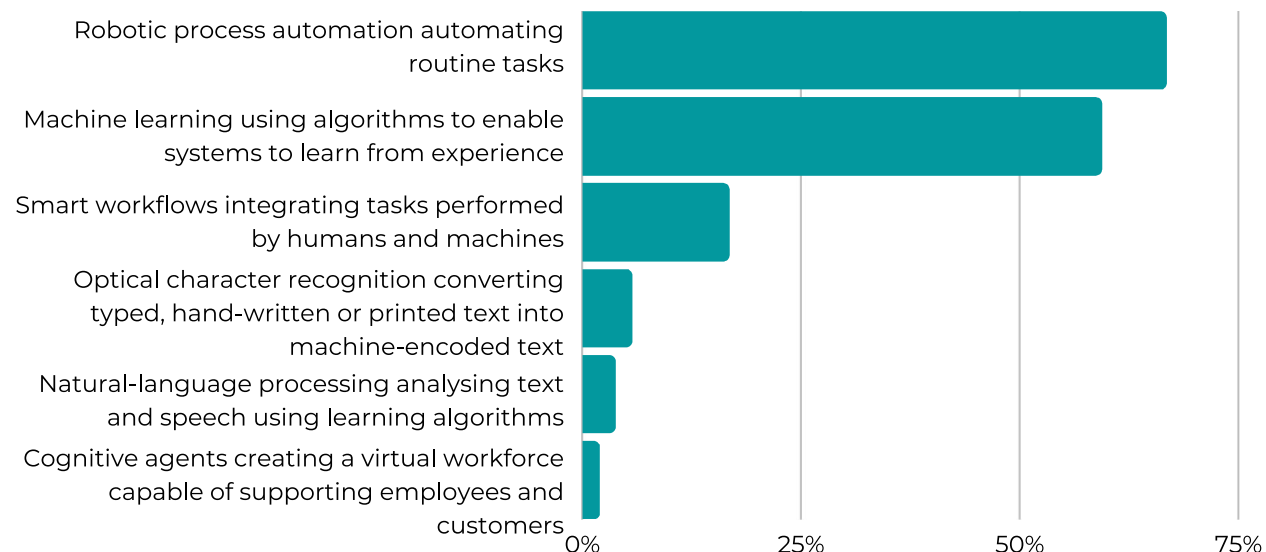 Robotic process automation automating
routine tasks
Machine learning using algorithms to enable
systems to learn from experience
Smart workflows integrating tasks performed
by humans and machines
Optical character recognition converting
typed, hand-written or printed text into
machine-encoded text
Natural-language processing analysing text
and speech using learning algorithms
Cognitive agents creating a virtual workforce
capable of supporting employees and
customers
0%
25%
50%
75%